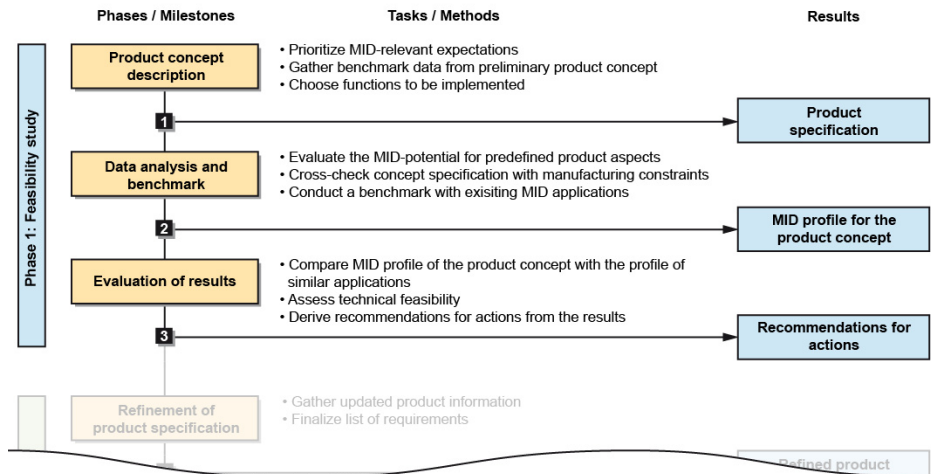 Phases / Milestones
Tasks / Methods
Results
Phase 1: Feasibility study
Product concept
description
• Prioritize MID-relevant expectations
• Gather benchmark data from preliminary product concept
• Choose functions to be implemented
1
Product
specification
Data analysis and
benchmark
• Evaluate the MID-potential for predefined product aspects
• Cross-check concept specification with manufacturing constraints
• Conduct a benchmark with exisiting MID applications
2
MID profile for the
product concept
Evaluation of results
• Compare MID profile of the product concept with the profile of
similar applications
• Assess technical feasibility
• Derive recommendations for actions from the results
3
Recommendations for
actions
Refinement of
product specification
• Gather updated product information
• Finalize list of requirements
Refined product